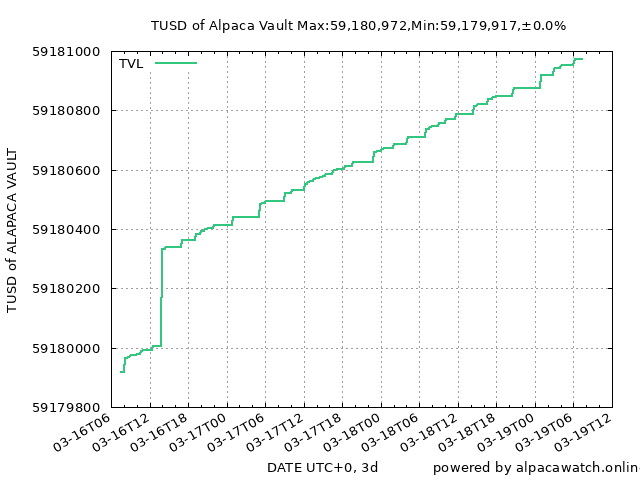 TUSD of Alpaca Vault Max:59,180,972,Min:59,179,917,±0.0%
TVL
59181000
59180800
59180600
59180400
59180200
59180000
59179800
TUSD of ALAPACA VAULT
03-16T06
03-16T12
03-16T18
03-17T00
03-17T06
03-17T12
03-17T18
03-18T00
03-18T06
03-18T12
03-18T18
03-19T00
03-19T06
03-19T12
DATE UTC+0, 3d
powered by alpacawatch.online